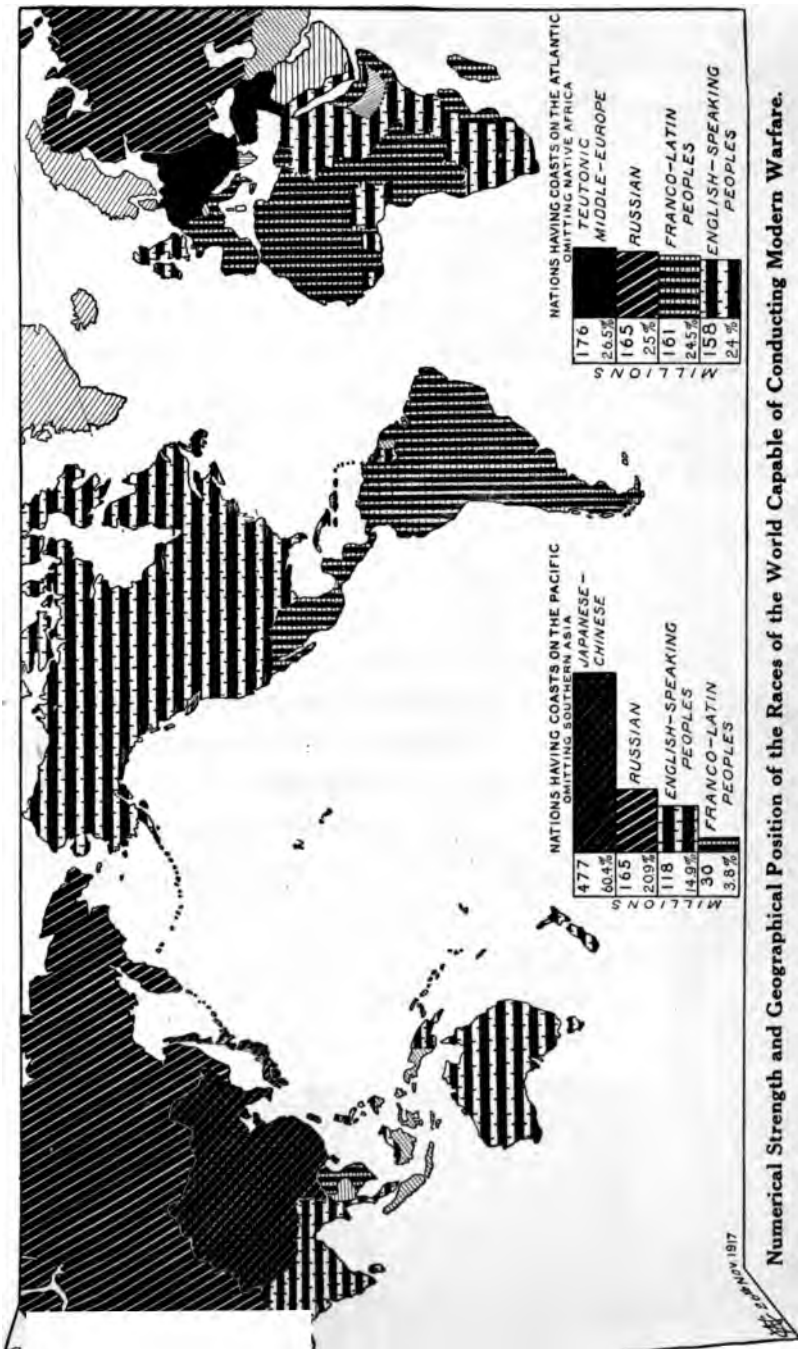 NATIONS HAVING COASTS ON THE PACIFIC
OMITTING SOUTHERN ASIA
MILLIONS
477
60.4%
JAPANESE-
CHINESE
165
20.9%
RUSSIAN
118
14.9%
ENGLISH-SPEAKING
PEOPLES
30
3.8%
FRANCO-LATIN
PEOPLES
NATIONS HAVING COASTS ON THE ATLANTIC
OMITTING NATIVE AFRICA
MILLIONS
176
26.5%
TEUTONIC
MIDDLE-EUROPE
165
25%
RUSSIAN
161
24.5%
FRANCO-LATIN
PEOPLES
158
24%
ENGLISH-SPEAKING
PEOPLES
NOV. 1917
Numerical Strength and Geographical Position of the Races of the World Capable of Conducting Modern Warfare.